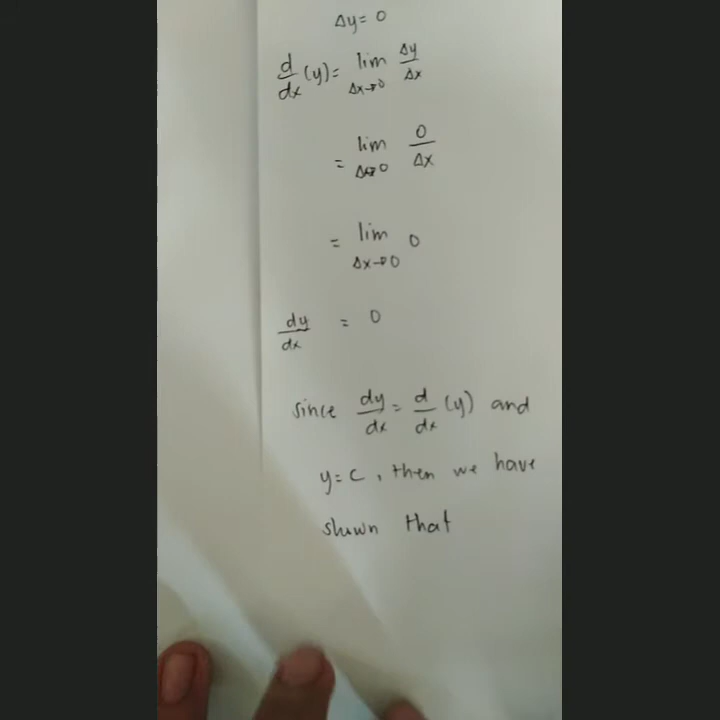 Δy = 0
d/dx (y) = lim Δx→0 Δy/Δx
= lim Δx→0 0/Δx
= lim Δx→0 0
dy/dx = 0
since dy/dx = d/dx (y) and
y = c, then we have
shown that